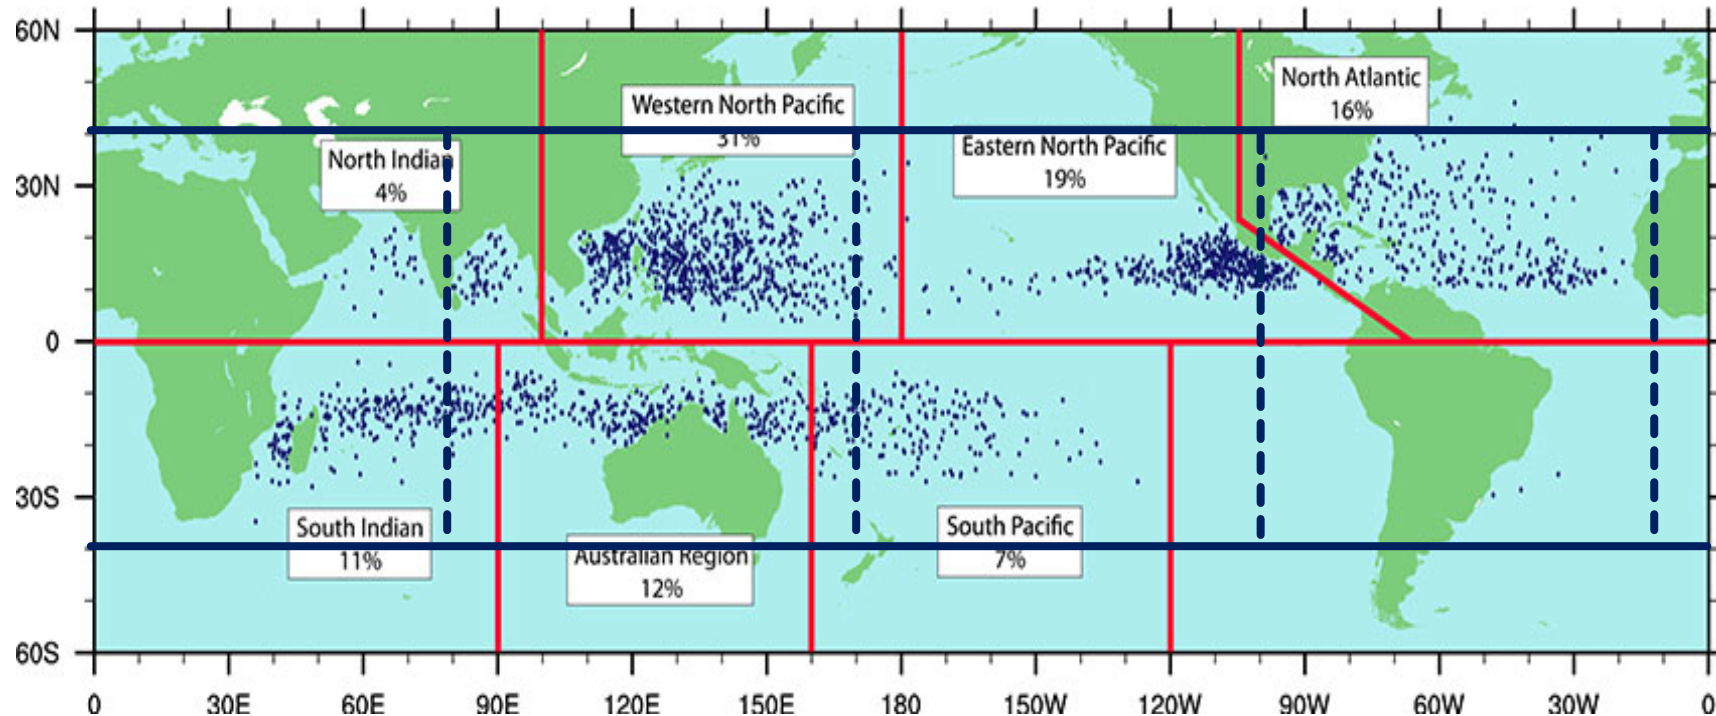 60N
North Atlantic
16%
Western North Pacific
31%
Eastern North Pacific
19%
North Indian
4%
30N
0
30S
South Indian
11%
Australian Region
12%
South Pacific
7%
60S
0 30E 60E 90E 120E 150E 180 150W 120W 90W 60W 30W 0